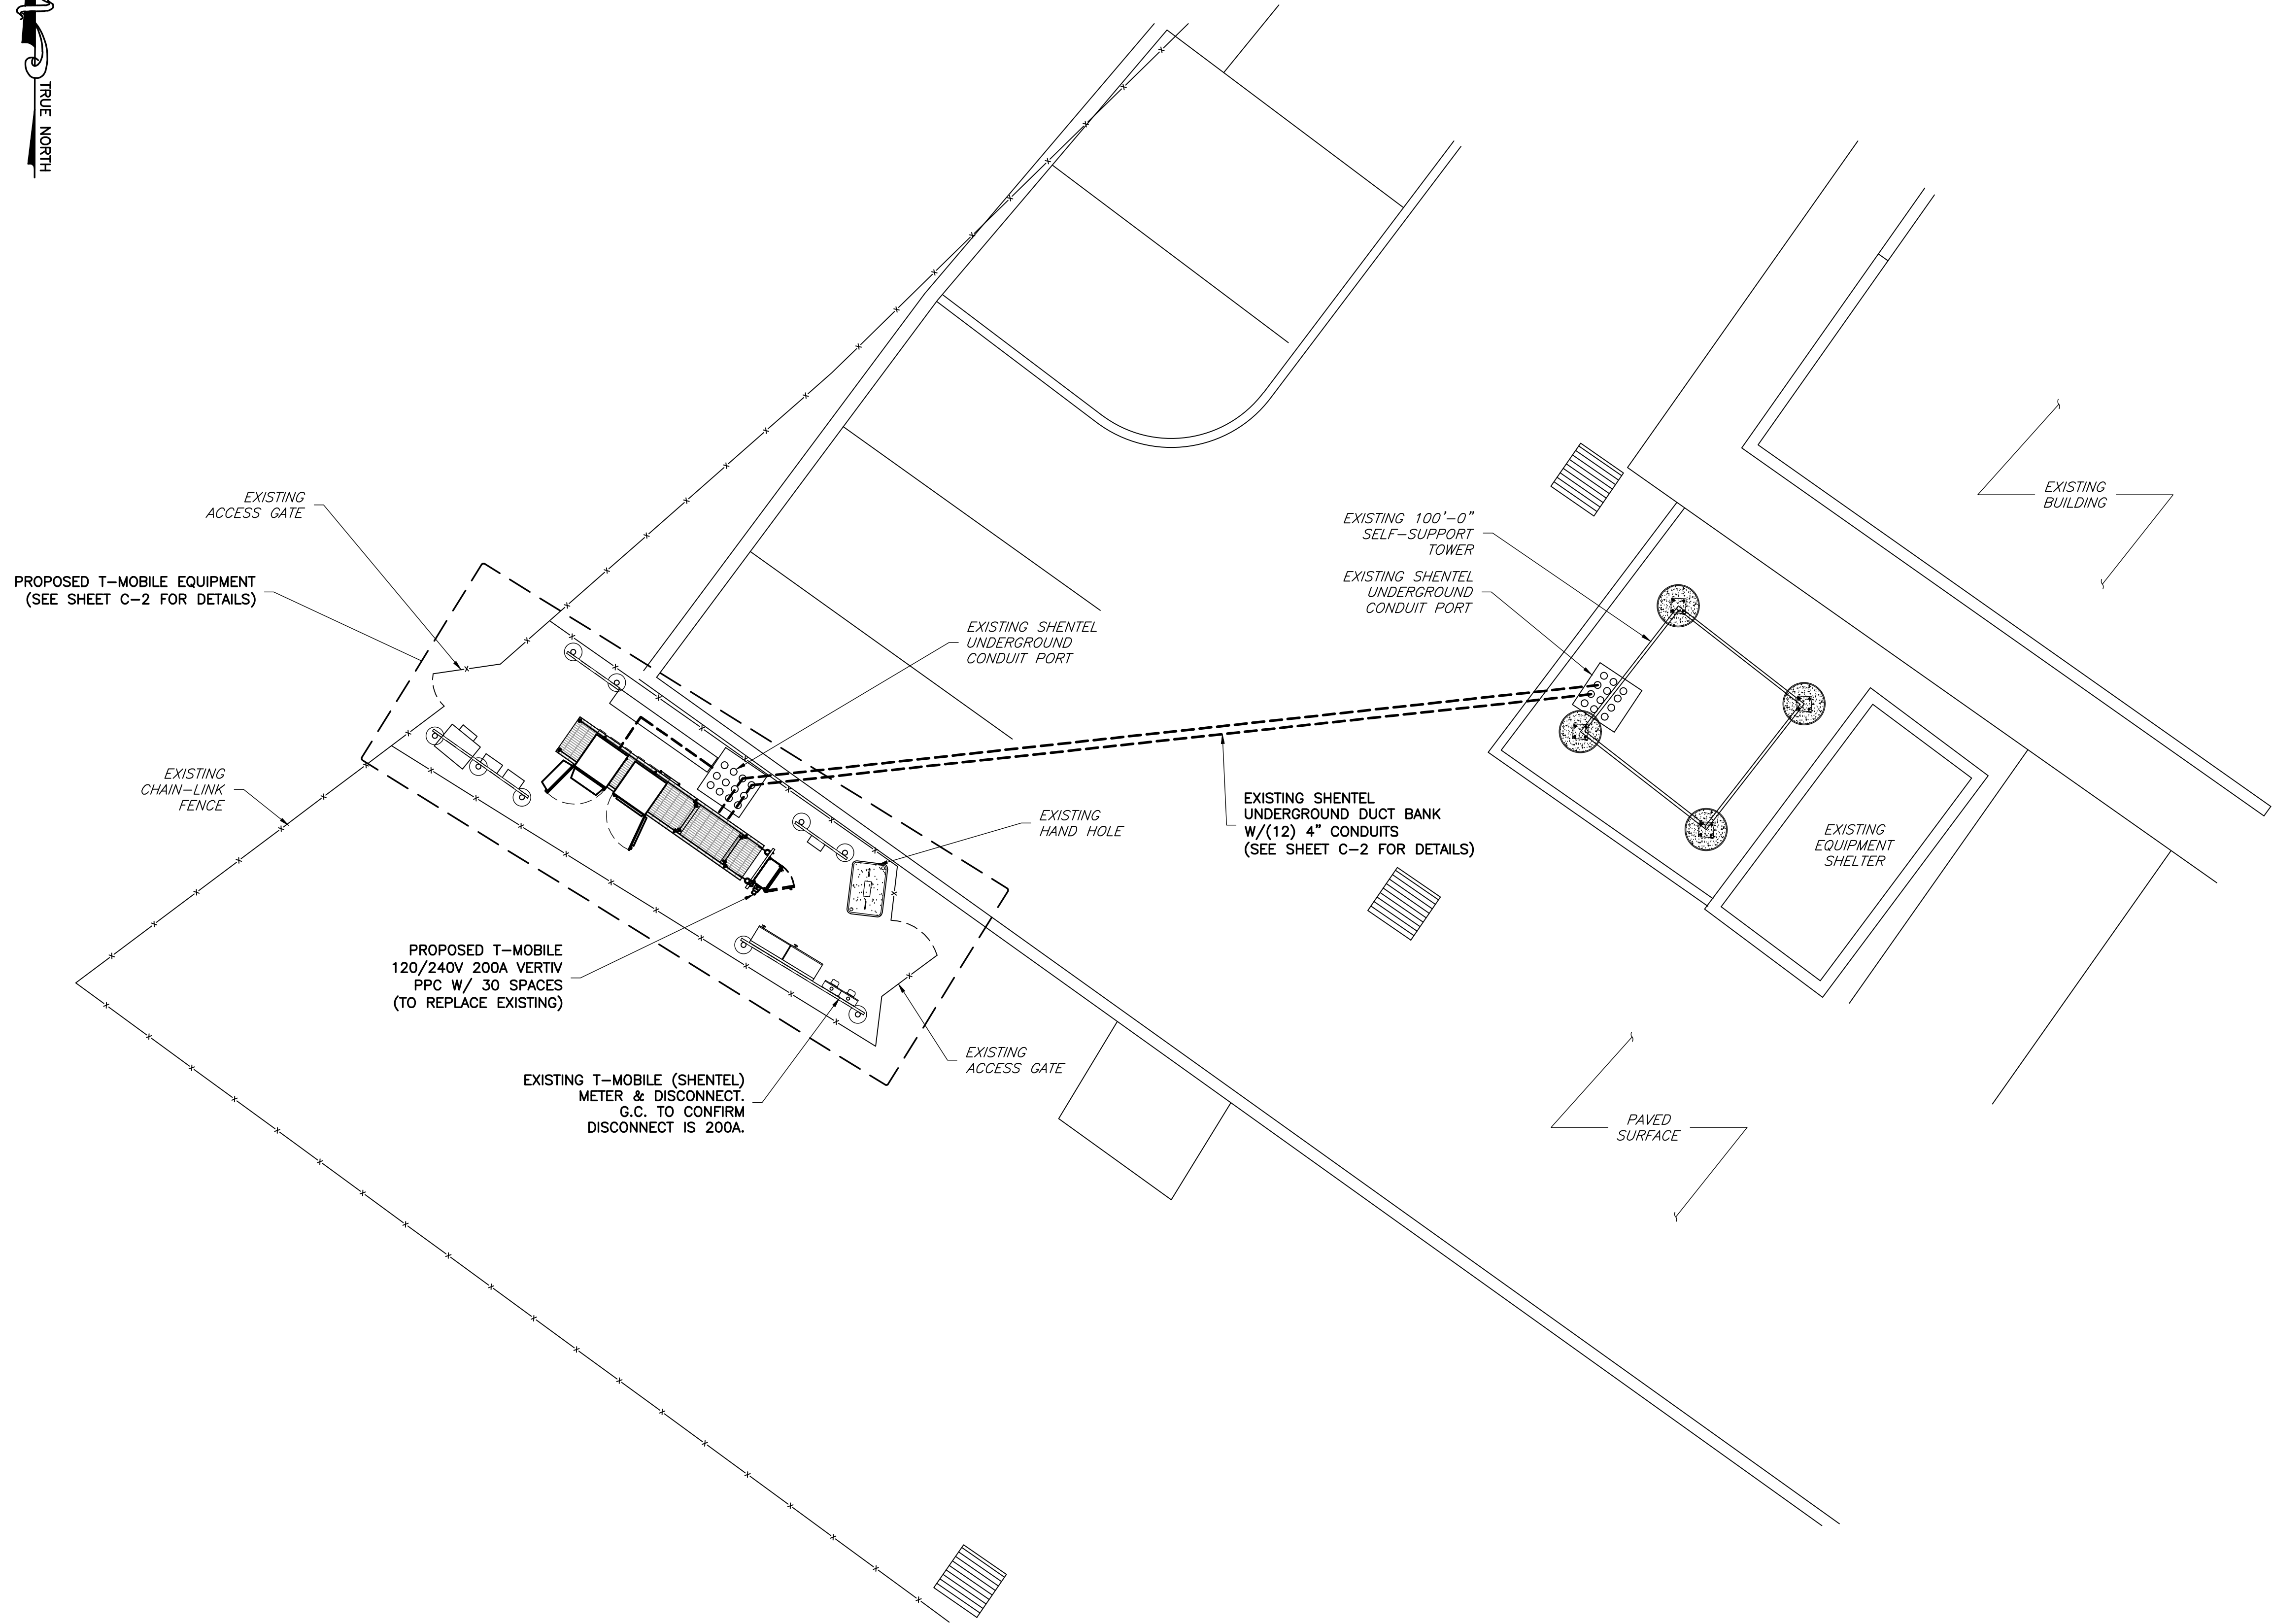 TRUE NORTH
EXISTING
ACCESS GATE
PROPOSED T-MOBILE EQUIPMENT
(SEE SHEET C-2 FOR DETAILS)
EXISTING
CHAIN-LINK
FENCE
PROPOSED T-MOBILE
120/240V 200A VERTIV
PPC W/ 30 SPACES
(TO REPLACE EXISTING)
EXISTING T-MOBILE (SHENTEL)
METER & DISCONNECT.
G.C. TO CONFIRM
DISCONNECT IS 200A.
EXISTING SHENTEL
UNDERGROUND
CONDUIT PORT
EXISTING
HAND HOLE
EXISTING
ACCESS GATE
EXISTING SHENTEL
UNDERGROUND DUCT BANK
W/(12) 4" CONDUITS
(SEE SHEET C-2 FOR DETAILS)
EXISTING 100'-0"
SELF-SUPPORT
TOWER
EXISTING SHENTEL
UNDERGROUND
CONDUIT PORT
EXISTING
BUILDING
EXISTING
EQUIPMENT
SHELTER
PAVED
SURFACE